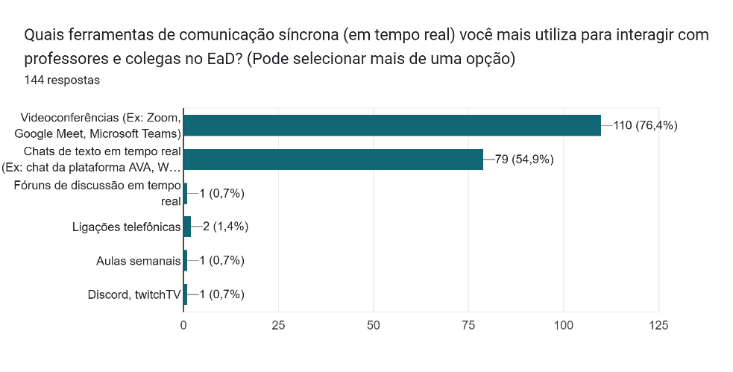 Quais ferramentas de comunicação síncrona (em tempo real) você mais utiliza para interagir com
professores e colegas no EaD? (Pode selecionar mais de uma opção)
144 respostas
Videoconferências (Ex: Zoom,
Google Meet, Microsoft Teams)
110 (76,4%)
Chats de texto em tempo real
(Ex: chat da plataforma AVA, W…
79 (54,9%)
Fóruns de discussão em tempo
real
1 (0,7%)
Ligações telefônicas
2 (1,4%)
Aulas semanais
1 (0,7%)
Discord, twitchTV
1 (0,7%)
0 25 50 75 100 125